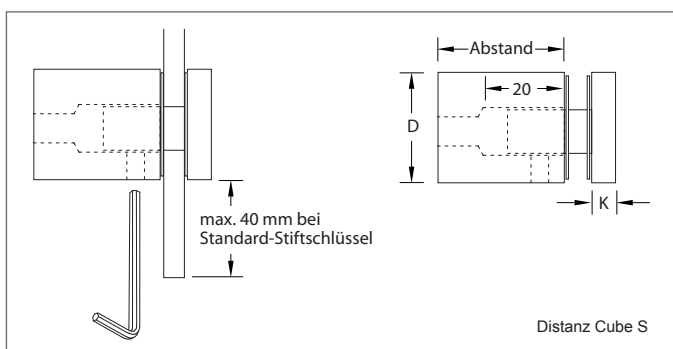 Abstand
20
D
K
max. 40 mm bei
Standard-Stiftschlüssel
Distanz Cube S